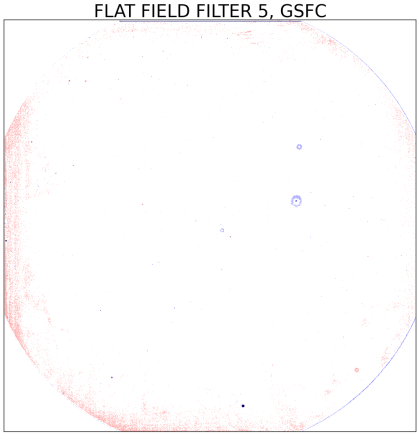 FLAT FIELD FILTER 5, GSFC